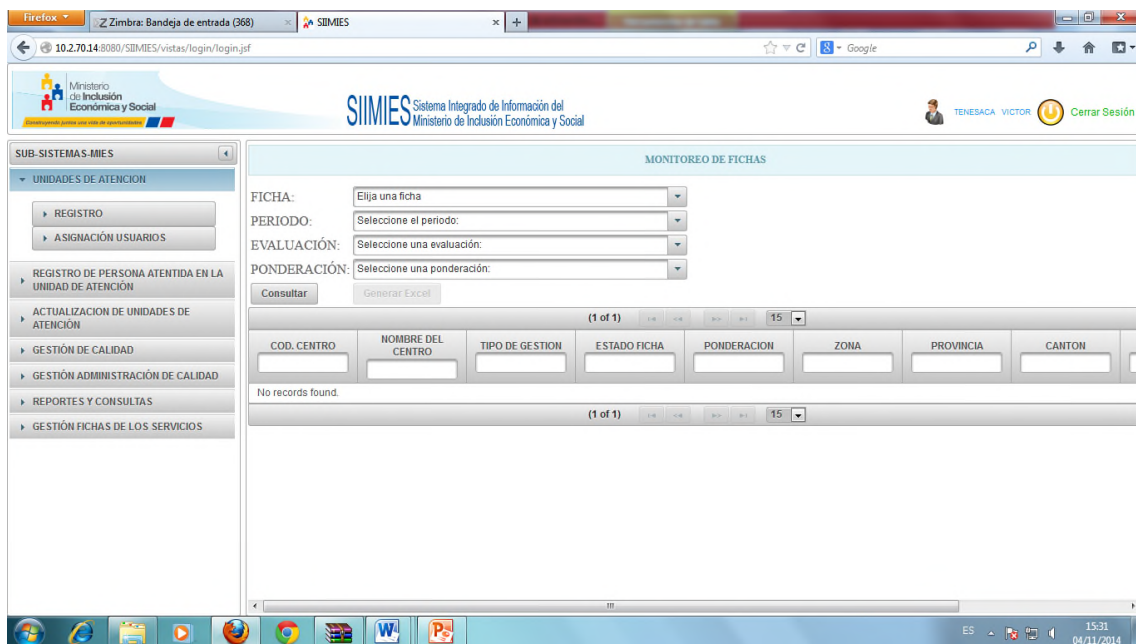 Firefox
Zimbra: Bandeja de entrada (368)
SIIMIES
10.2.70.14:8080/SIIMIES/vistas/login/login.jsf
Google
Ministerio
de Inclusión
Económica y Social
Construyendo juntos una vida de oportunidades
SIIMIES Sistema Integrado de Información del
Ministerio de Inclusión Económica y Social
TENESACA VICTOR
Cerrar Sesión
SUB-SISTEMAS-MIES
UNIDADES DE ATENCION
REGISTRO
ASIGNACIÓN USUARIOS
REGISTRO DE PERSONA ATENTIDA EN LA
UNIDAD DE ATENCIÓN
ACTUALIZACION DE UNIDADES DE
ATENCIÓN
GESTIÓN DE CALIDAD
GESTIÓN ADMINISTRACIÓN DE CALIDAD
REPORTES Y CONSULTAS
GESTIÓN FICHAS DE LOS SERVICIOS
MONITOREO DE FICHAS
FICHA: Elija una ficha
PERIODO: Seleccione el periodo:
EVALUACIÓN: Seleccione una evaluación:
PONDERACIÓN: Seleccione una ponderación:
Consultar Generar Excel
(1 of 1) 15
COD. CENTRO NOMBRE DEL CENTRO TIPO DE GESTION ESTADO FICHA PONDERACION ZONA PROVINCIA CANTON
No records found.
(1 of 1) 15
ES
15:31
04/11/2014